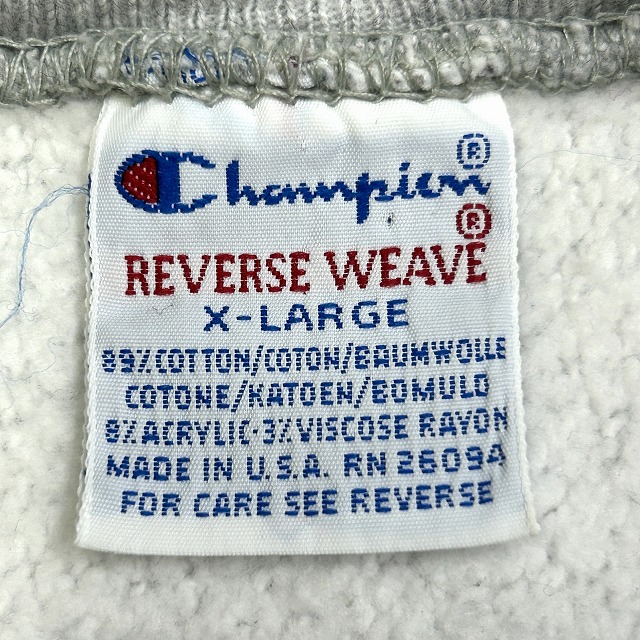 Champion®
REVERSE WEAVE®
X-LARGE
89% COTTON/COTON/BAUMWOLLE
COTONE/KATOEN/BOMULD
8% ACRYLIC·3% VISCOSE RAYON
MADE IN U.S.A. RN 26094
FOR CARE SEE REVERSE